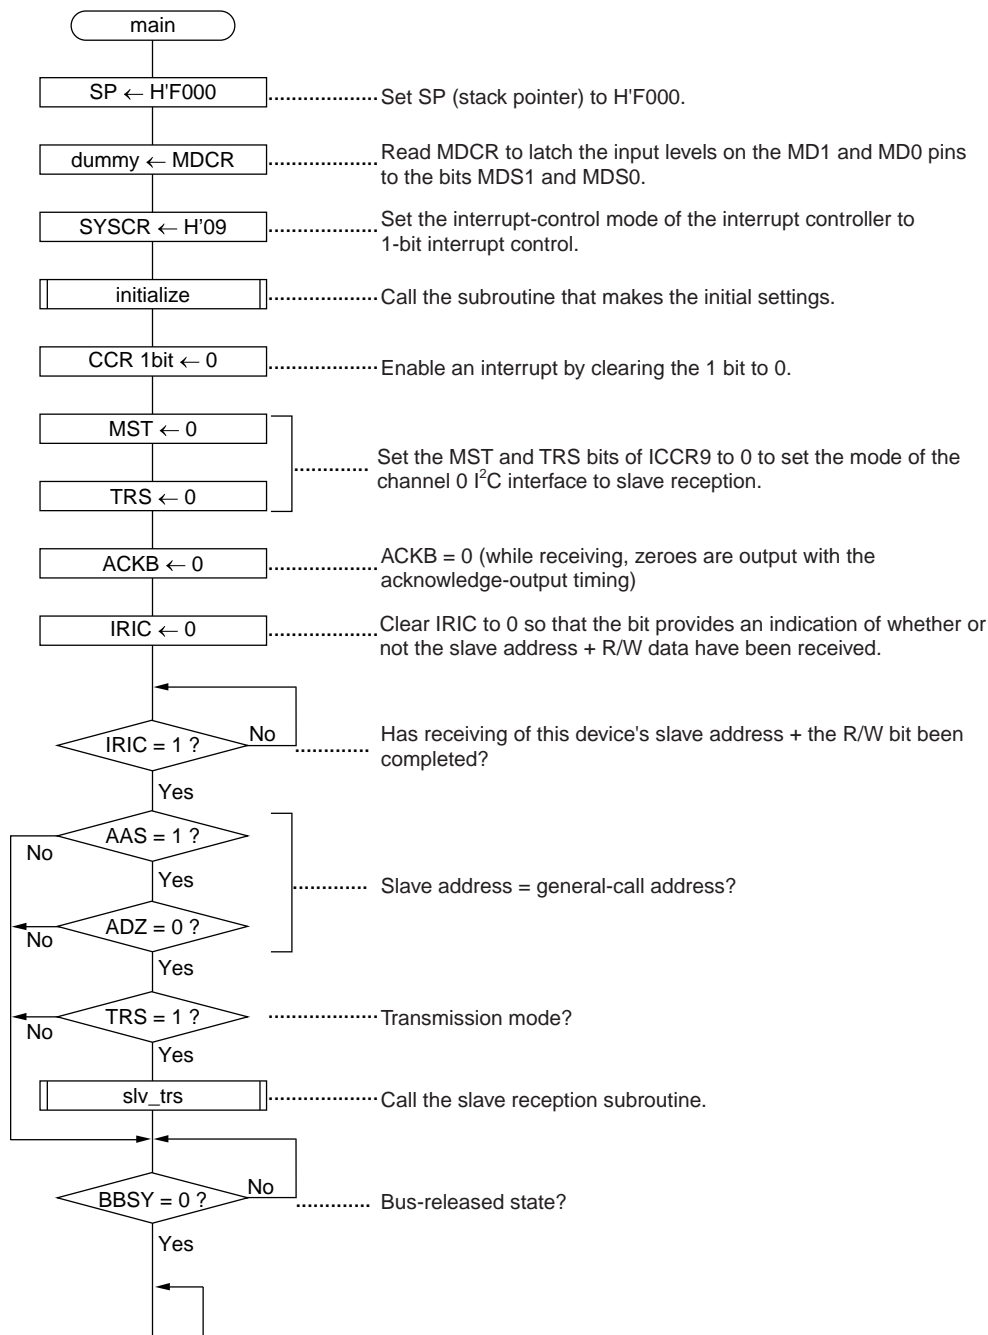 main
SP ← H'F000
Set SP (stack pointer) to H'F000.
dummy ← MDCR
Read MDCR to latch the input levels on the MD1 and MD0 pins
to the bits MDS1 and MDS0.
SYSCR ← H'09
Set the interrupt-control mode of the interrupt controller to
1-bit interrupt control.
initialize
Call the subroutine that makes the initial settings.
CCR 1bit ← 0
Enable an interrupt by clearing the 1 bit to 0.
MST ← 0
TRS ← 0
Set the MST and TRS bits of ICCR9 to 0 to set the mode of the
channel 0 I²C interface to slave reception.
ACKB ← 0
ACKB = 0 (while receiving, zeroes are output with the
acknowledge-output timing)
IRIC ← 0
Clear IRIC to 0 so that the bit provides an indication of whether or
not the slave address + R/W data have been received.
IRIC = 1 ?
No
Has receiving of this device's slave address + the R/W bit been
completed?
Yes
AAS = 1 ?
No
Yes
Slave address = general-call address?
ADZ = 0 ?
No
Yes
TRS = 1 ?
Transmission mode?
No
Yes
slv_trs
Call the slave reception subroutine.
BBSY = 0 ?
No
Bus-released state?
Yes